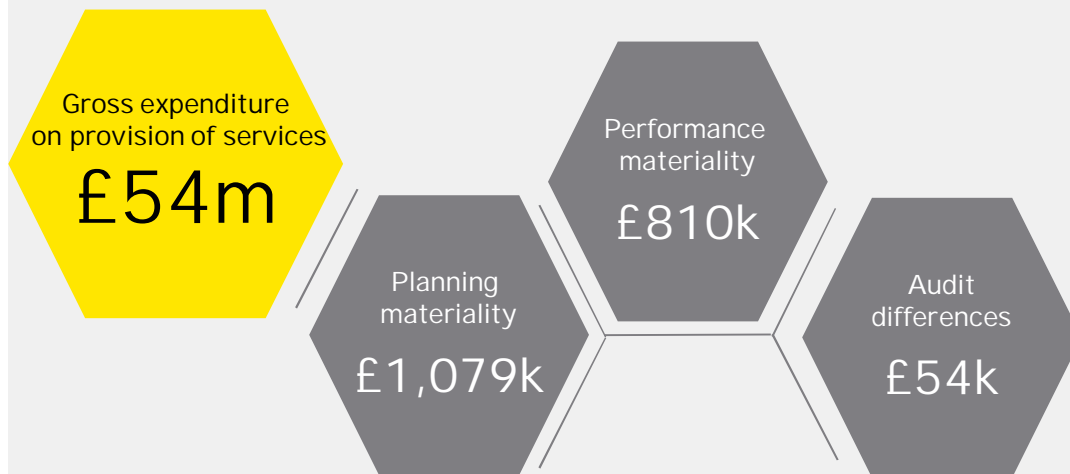 Gross expenditure
on provision of services
£54m
Planning
materiality
£1,079k
Performance
materiality
£810k
Audit
differences
£54k